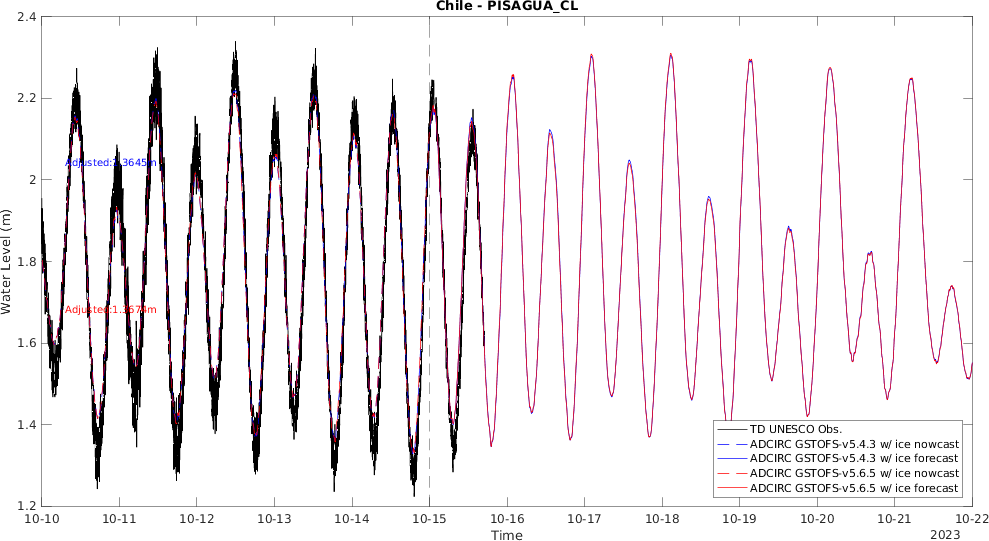 Chile - PISAGUA_CL
Water Level (m)
2.4
2.2
2
1.8
1.6
1.4
1.2
Adjusted:1.3645m
Adjusted:1.3674m
TD UNESCO Obs.
ADCIRC GSTOFS-v5.4.3 w/ ice nowcast
ADCIRC GSTOFS-v5.4.3 w/ ice forecast
ADCIRC GSTOFS-v5.6.5 w/ ice nowcast
ADCIRC GSTOFS-v5.6.5 w/ ice forecast
10-10 10-11 10-12 10-13 10-14 10-15 10-16 10-17 10-18 10-19 10-20 10-21 10-22
Time
2023